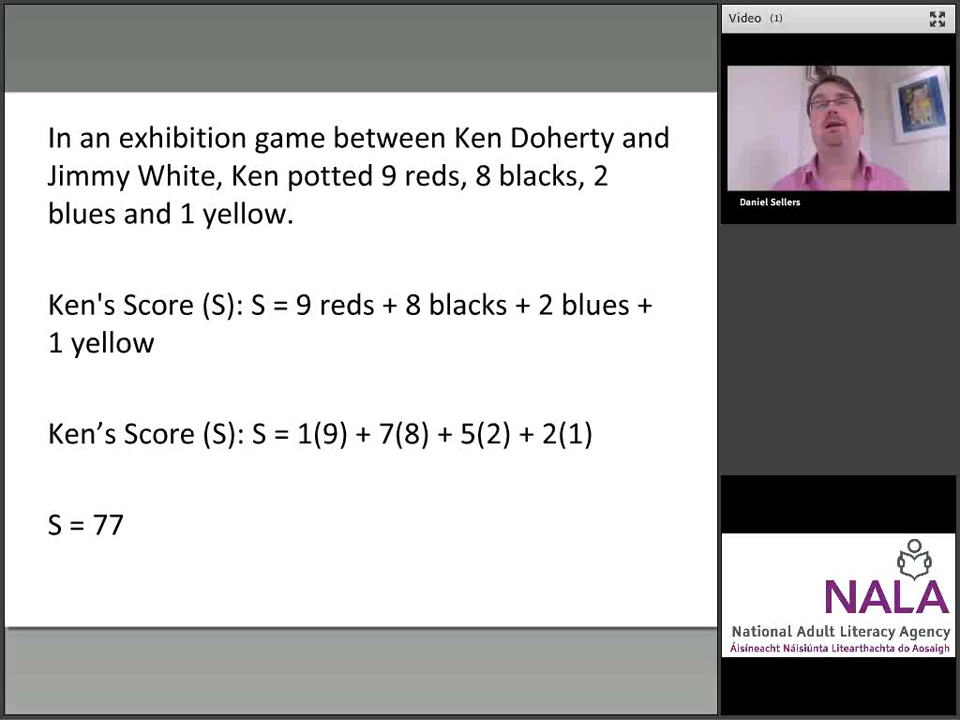 In an exhibition game between Ken Doherty and
Jimmy White, Ken potted 9 reds, 8 blacks, 2
blues and 1 yellow.
Ken's Score (S): S = 9 reds + 8 blacks + 2 blues +
1 yellow
Ken’s Score (S): S = 1(9) + 7(8) + 5(2) + 2(1)
S = 77
Video (1)
Daniel Sellers
NALA
National Adult Literacy Agency
Áisíneacht Náisiúnta Litearthachta do Aosaigh